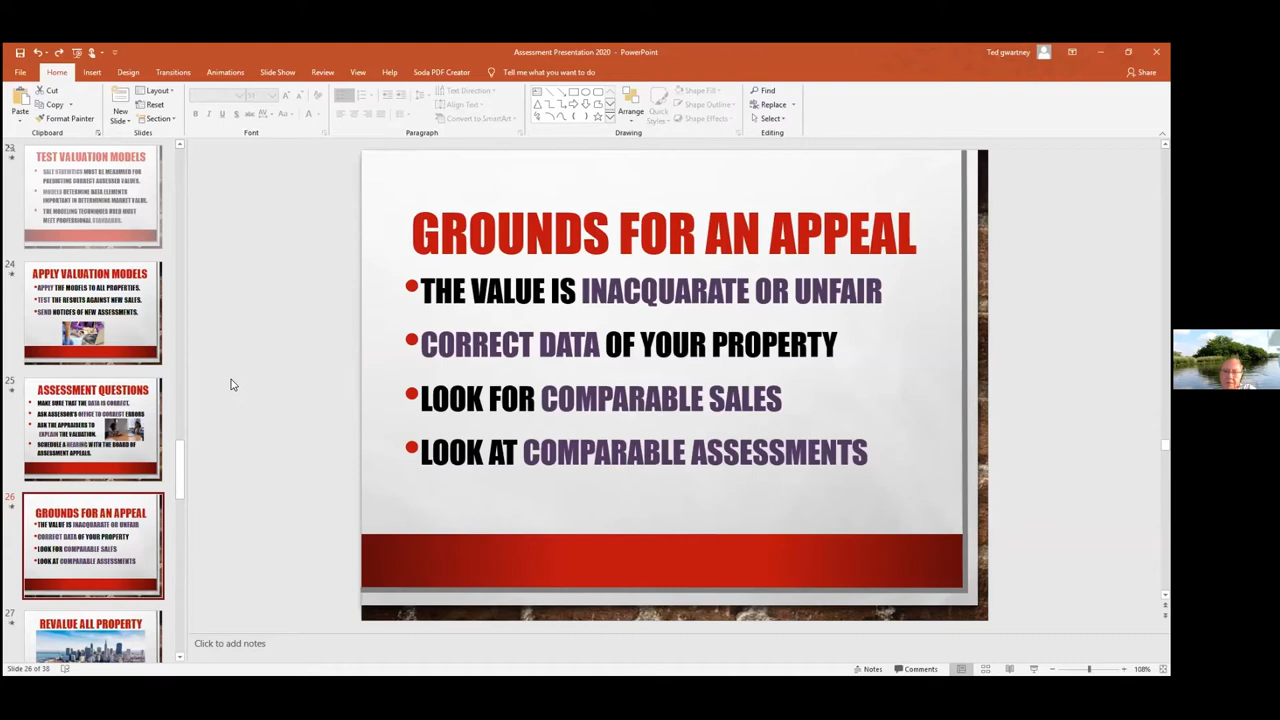 Assessment Presentation 2020 - PowerPoint
Ted gwartney
File Home Insert Design Transitions Animations Slide Show Review View Help Soda PDF Creator Tell me what you want to do Share
Paste
Cut
Copy
Format Painter
Clipboard
New Slide
Layout
Reset
Section
Slides
Font
Text Direction
Align Text
Convert to SmartArt
Paragraph
Arrange
Quick Styles
Shape Fill
Shape Outline
Shape Effects
Drawing
Find
Replace
Select
Editing
23
TEST VALUATION MODELS
SALE STATISTICS MUST BE MEASURED FOR
PREDICTING CORRECT ASSESSED VALUES.
MODELS DETERMINE DATA ELEMENTS
IMPORTANT IN DETERMINING MARKET VALUE.
THE MODELING TECHNIQUES USED MUST
MEET PROFESSIONAL STANDARDS.
24
APPLY VALUATION MODELS
APPLY THE MODELS TO ALL PROPERTIES.
TEST THE RESULTS AGAINST NEW SALES.
SEND NOTICES OF NEW ASSESSMENTS.
25
ASSESSMENT QUESTIONS
MAKE SURE THAT THE DATA IS CORRECT.
ASK ASSESSOR'S OFFICE TO CORRECT ERRORS
ASK THE APPRAISERS TO
EXPLAIN THE VALUATION.
SCHEDULE A HEARING WITH THE BOARD OF
ASSESSMENT APPEALS.
26
GROUNDS FOR AN APPEAL
THE VALUE IS INACQUARATE OR UNFAIR
CORRECT DATA OF YOUR PROPERTY
LOOK FOR COMPARABLE SALES
LOOK AT COMPARABLE ASSESSMENTS
27
REVALUE ALL PROPERTY
GROUNDS FOR AN APPEAL
•THE VALUE IS INACQUARATE OR UNFAIR
•CORRECT DATA OF YOUR PROPERTY
•LOOK FOR COMPARABLE SALES
•LOOK AT COMPARABLE ASSESSMENTS
Click to add notes
Slide 26 of 38
Notes
Comments
108%